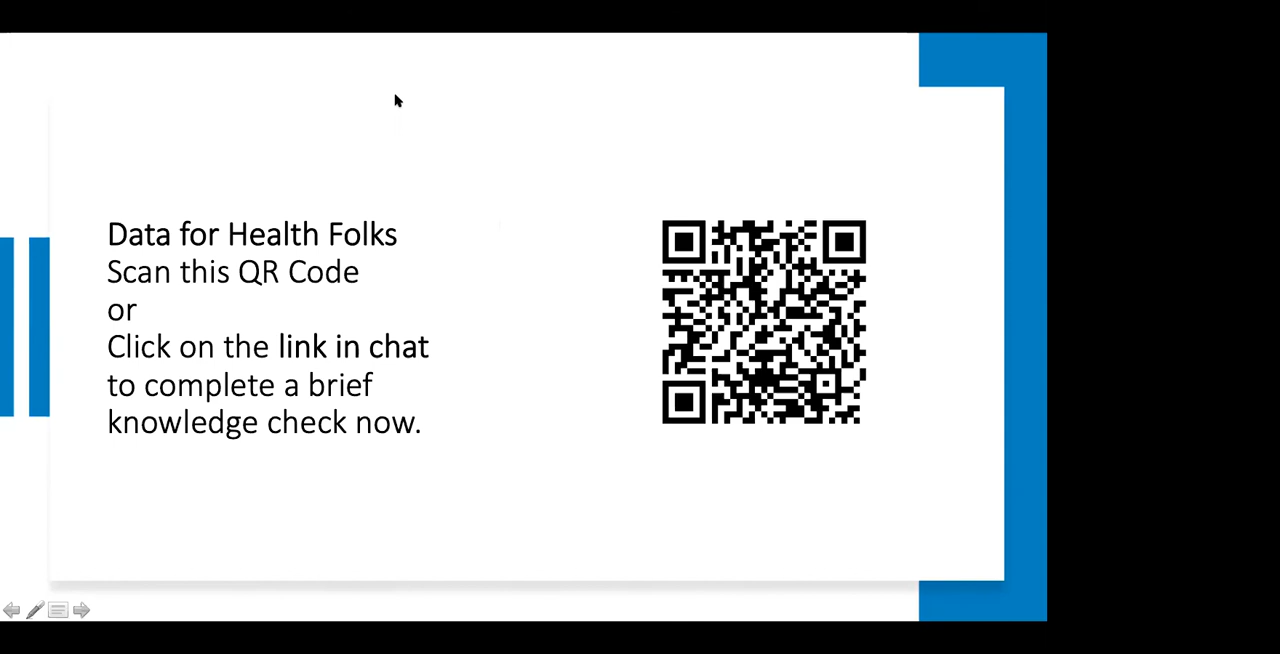 Data for Health Folks
Scan this QR Code
or
Click on the link in chat
to complete a brief
knowledge check now.